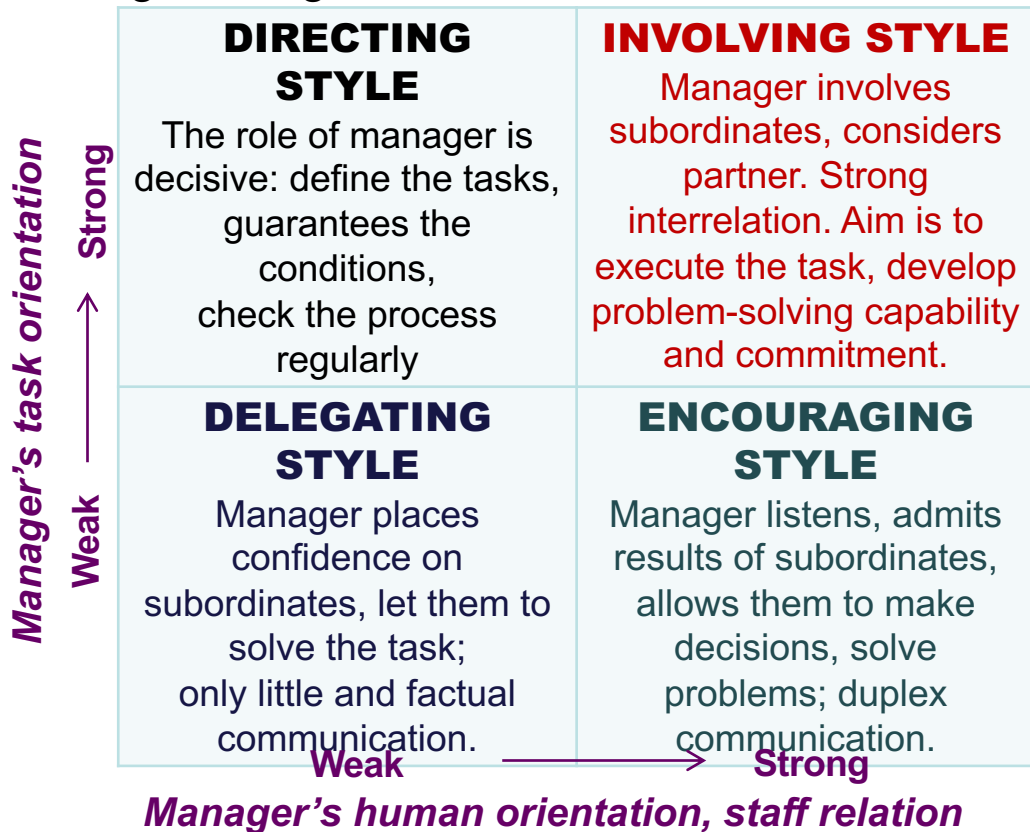 DIRECTING
STYLE
The role of manager is
decisive: define the tasks,
guarantees the
conditions,
check the process
regularly
INVOLVING STYLE
Manager involves
subordinates, considers
partner. Strong
interrelation. Aim is to
execute the task, develop
problem-solving capability
and commitment.
DELEGATING
STYLE
Manager places
confidence on
subordinates, let them to
solve the task;
only little and factual
communication.
ENCOURAGING
STYLE
Manager listens, admits
results of subordinates,
allows them to make
decisions, solve
problems; duplex
communication.
Manager's task orientation
Weak
Strong
Weak
Strong
Manager's human orientation, staff relation